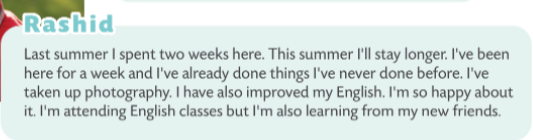 Rashid
Last summer I spent two weeks here. This summer I'll stay longer. I've been
here for a week and I've already done things I've never done before. I've
taken up photography. I have also improved my English. I'm so happy about
it. I'm attending English classes but I'm also learning from my new friends.